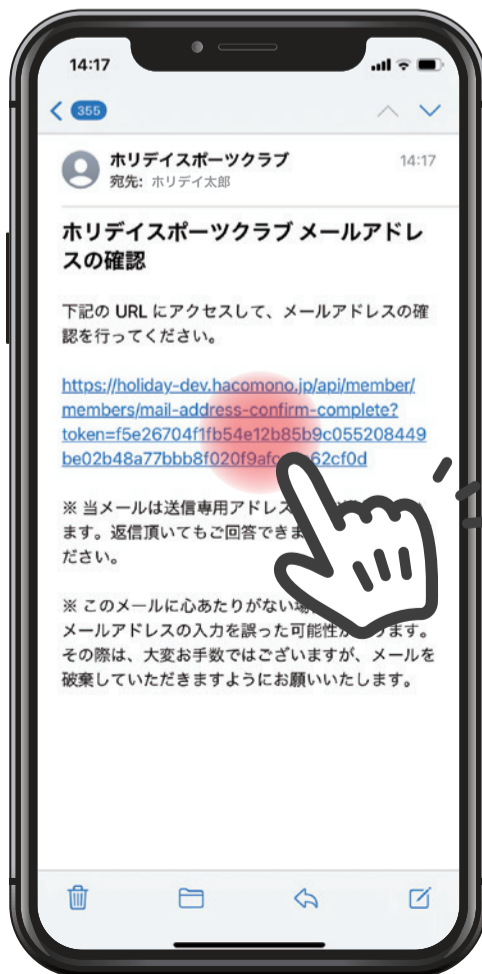 14:17
355
ホリデイスポーツクラブ 14:17
宛先: ホリデイ太郎
ホリデイスポーツクラブ メールアドレ
スの確認
下記の URL にアクセスして、メールアドレスの確
認を行ってください。
https://holiday-dev.hacomono.jp/api/member/
members/mail-address-confirm-complete?
token=f5e26704f1fb54e12b85b9c055208449
be02b48a77bbb8f020f9afc 62cf0d
※ 当メールは送信専用アドレス
ます。返信頂いてもご回答できま
ださい。
※ このメールに心あたりがない場
メールアドレスの入力を誤った可能性が ります。
その際は、大変お手数ではございますが、メールを
破棄していただきますようにお願いいたします。